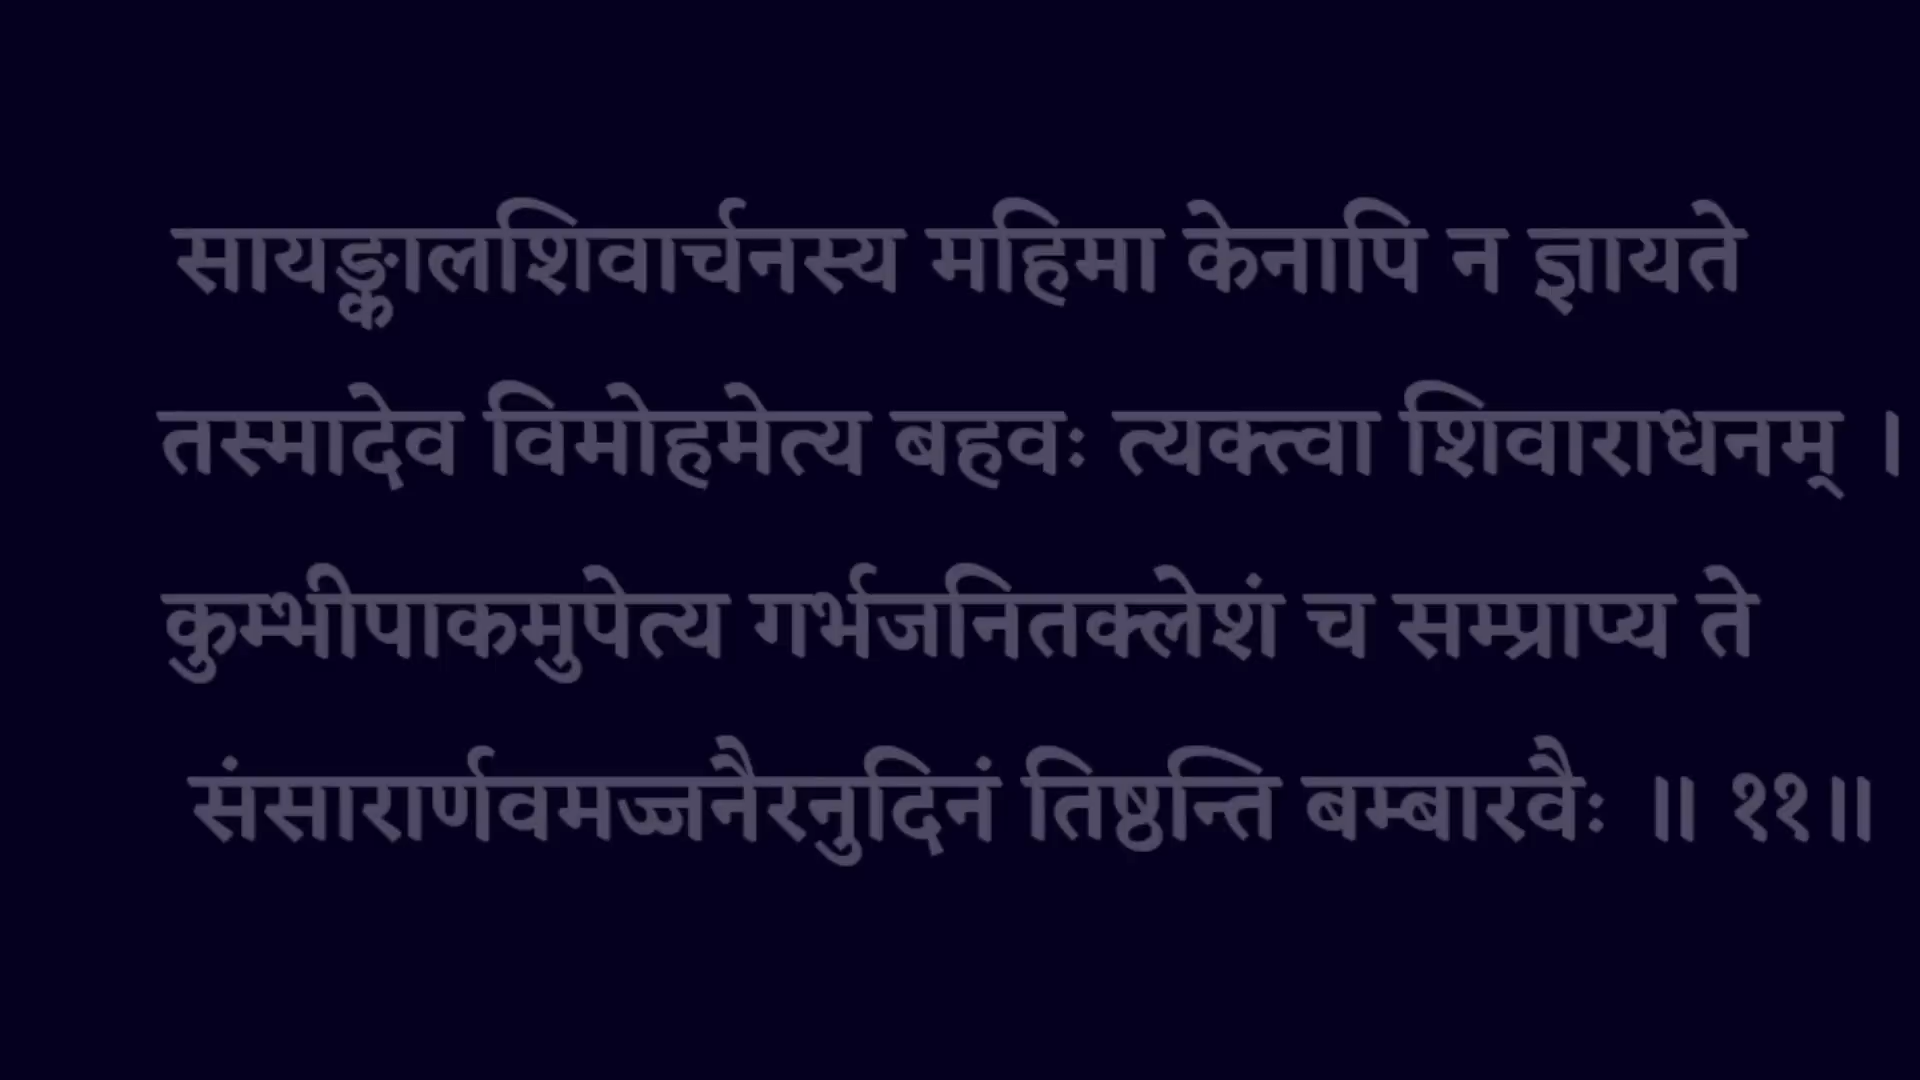 सायङ्कालशिवार्चनस्य महिमा केनापि न ज्ञायते
तस्मादेव विमोहमेत्य बहवः त्यक्त्वा शिवाराधनम् ।
कुम्भीपाकमुपेत्य गर्भजनितक्लेशं च सम्प्राप्य ते
संसारार्णवमज्जनैरनुदिनं तिष्ठन्ति बम्बारवैः ॥ ११॥